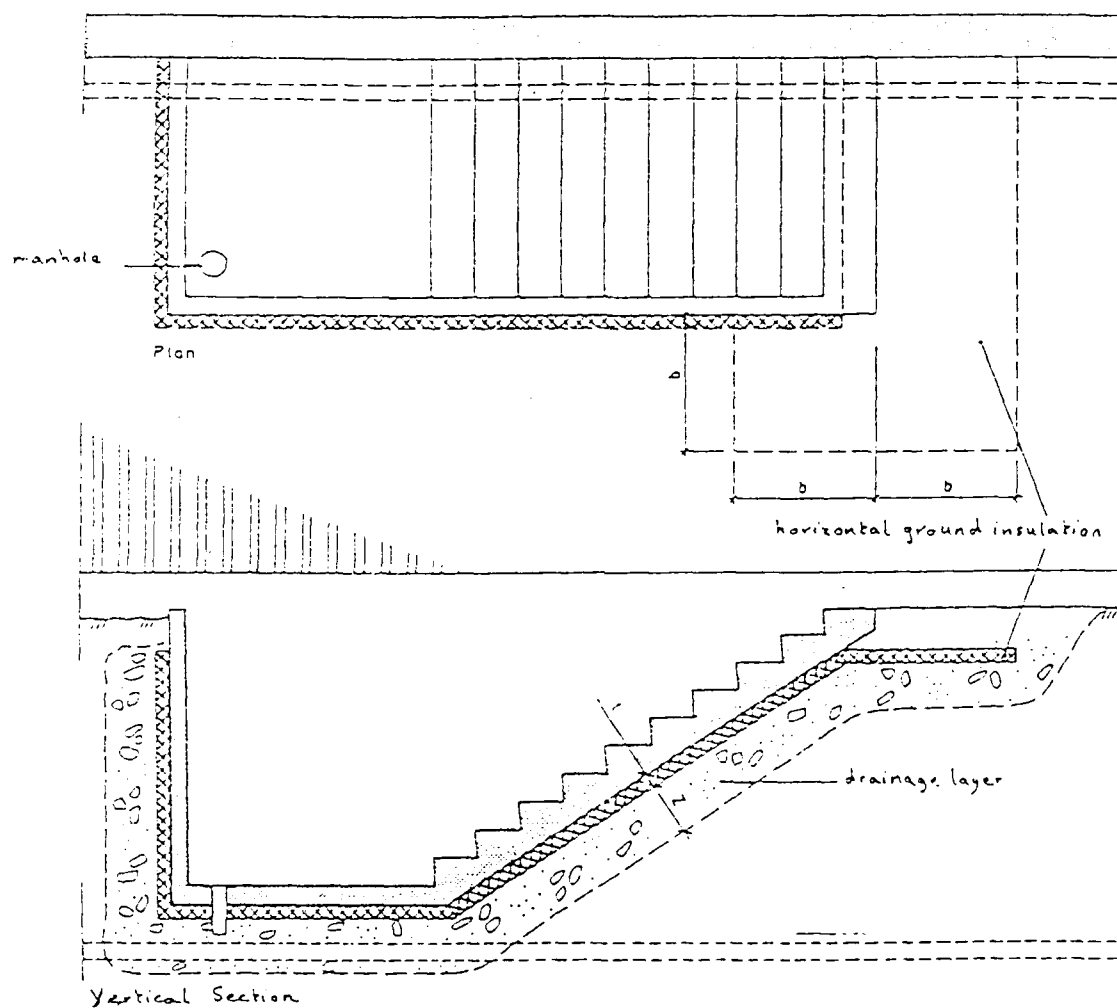 manhole
Plan
b
b
b
horizontal ground insulation
r
z
drainage layer
Vertical Section